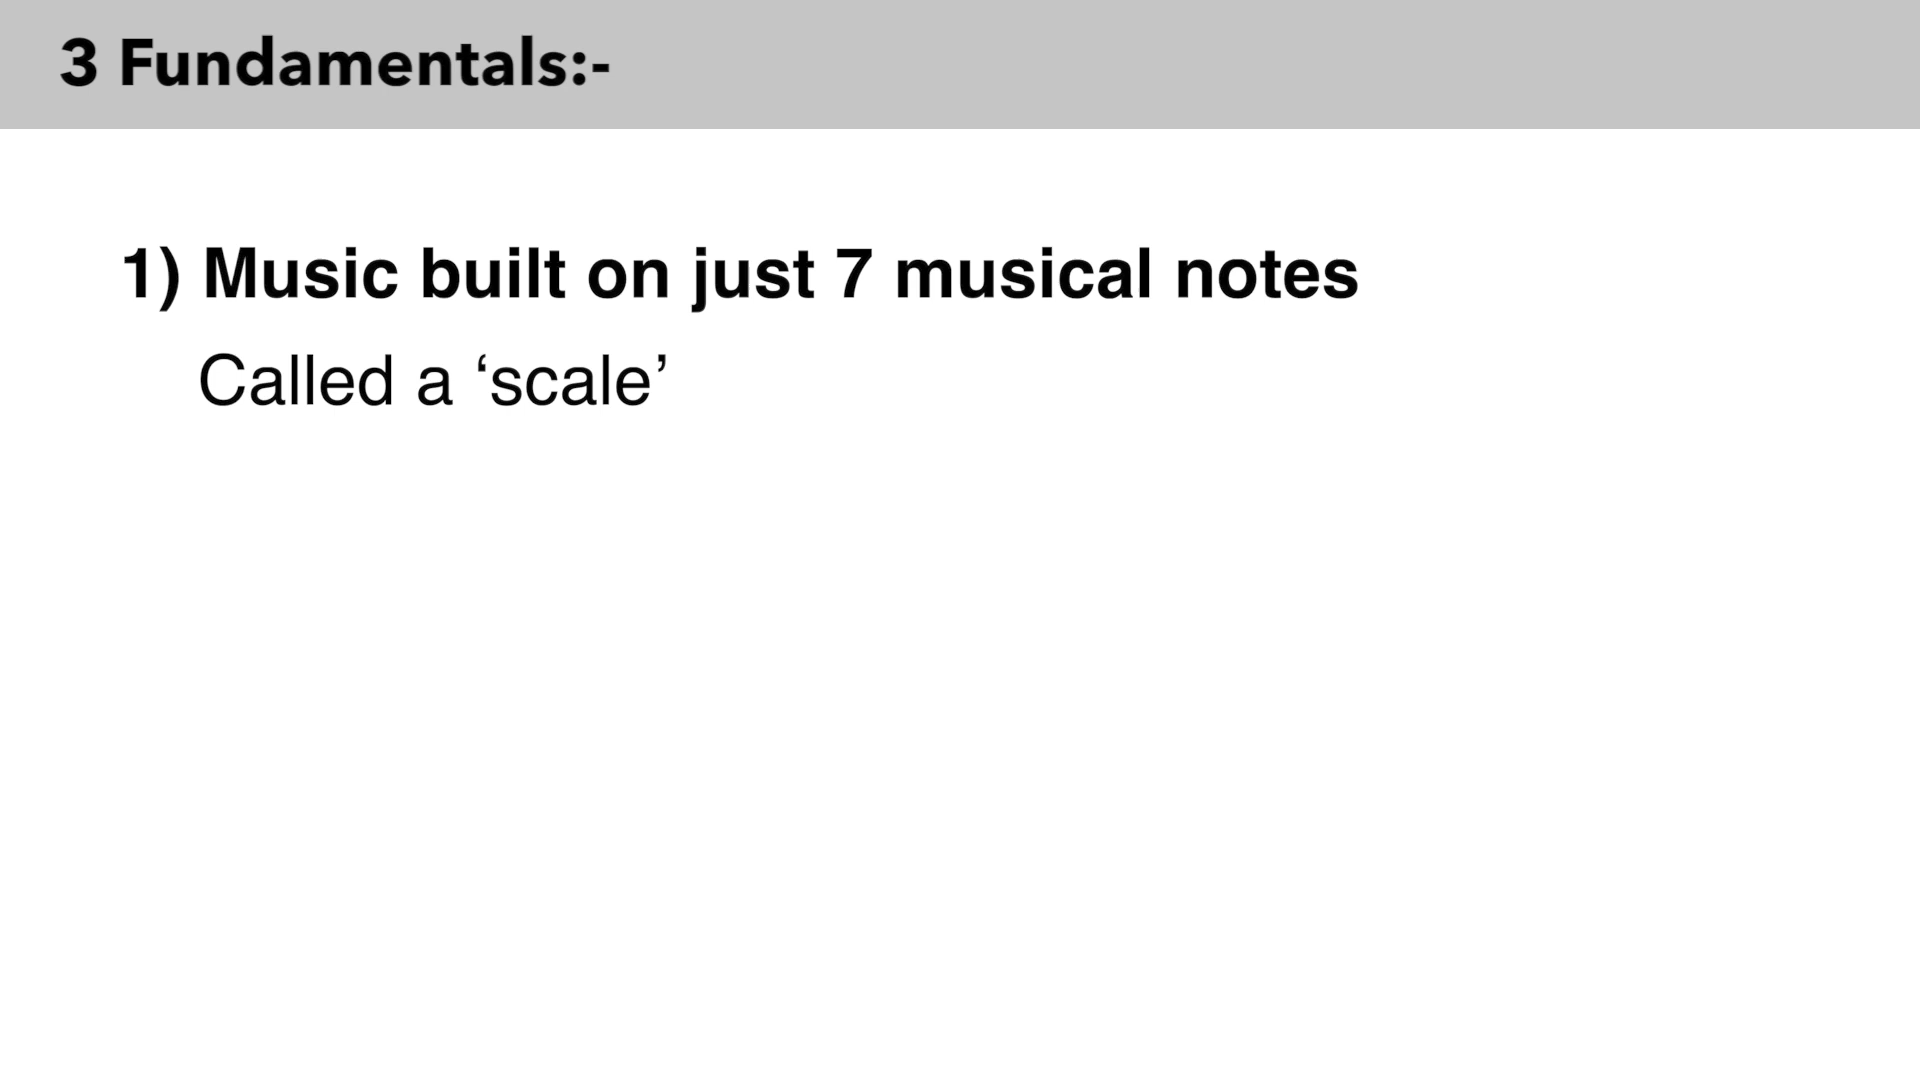 3 Fundamentals:-
1) Music built on just 7 musical notes
Called a ‘scale’